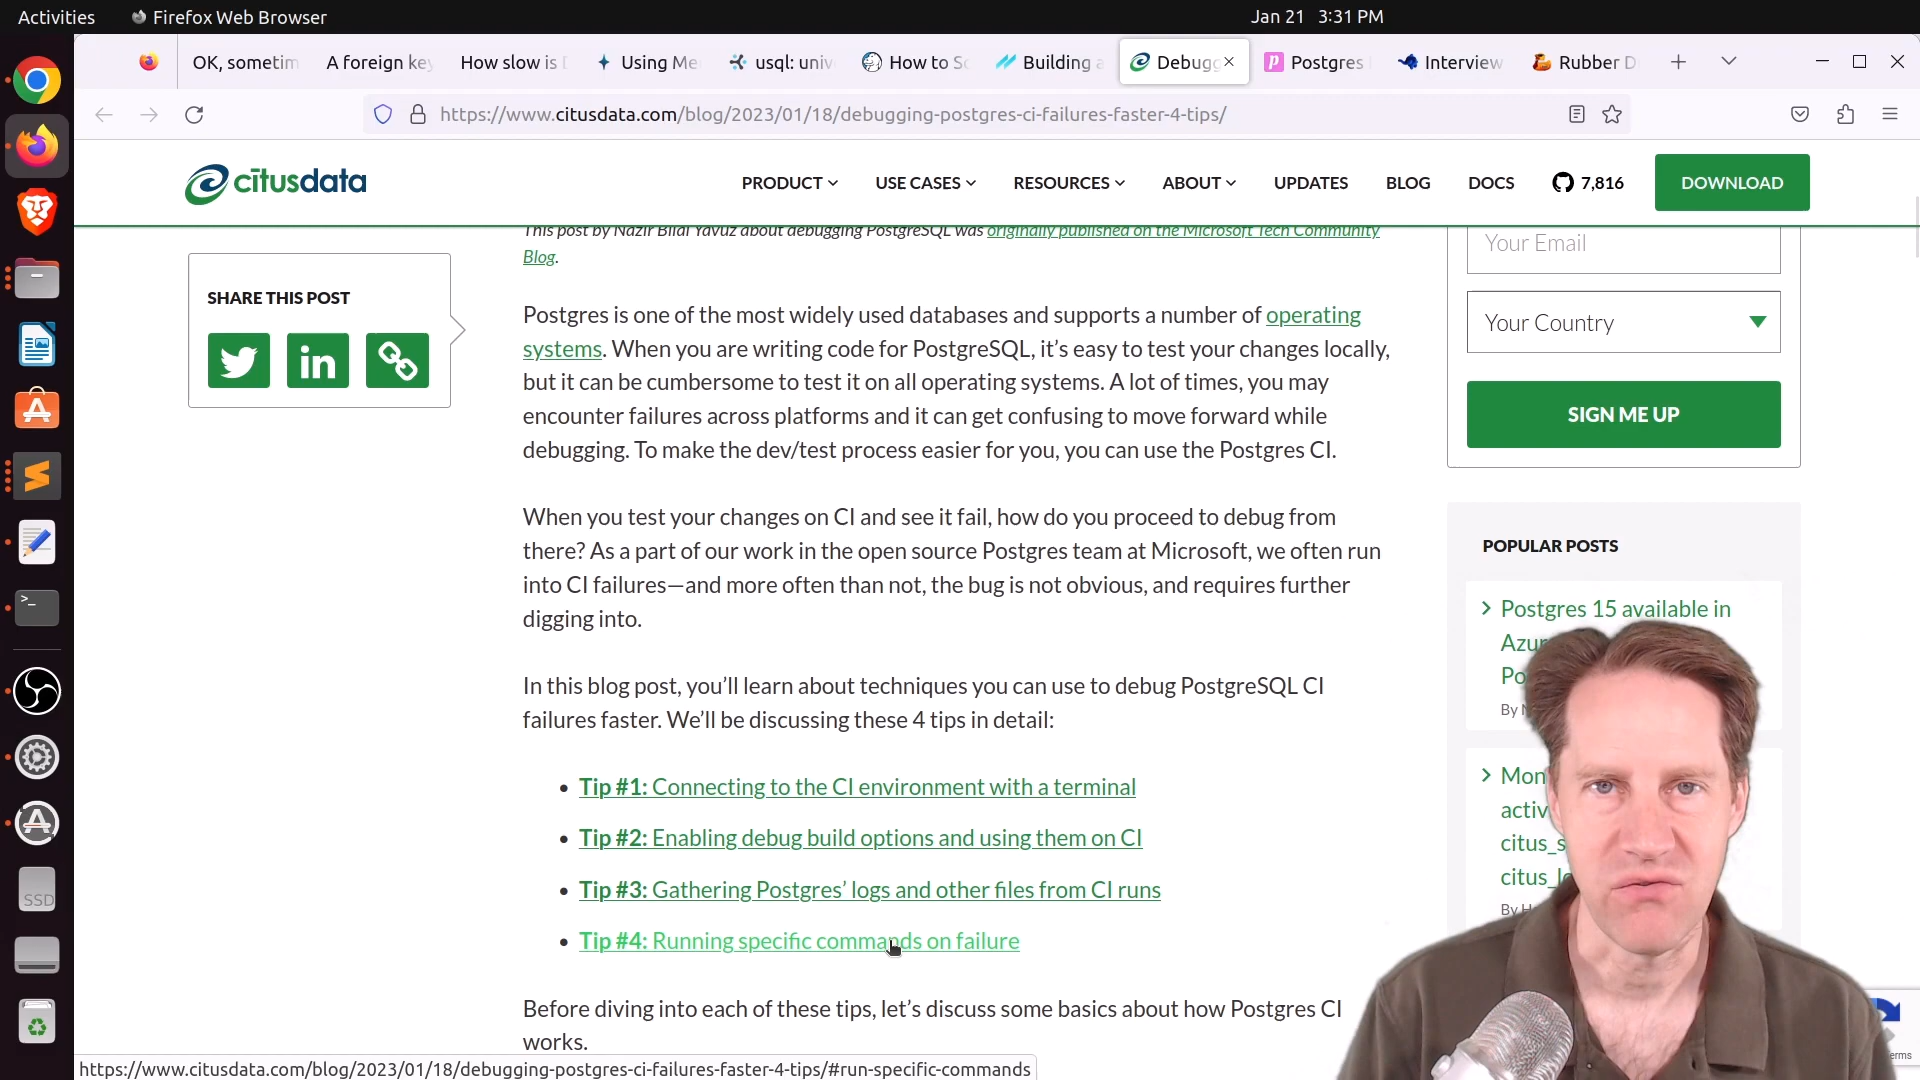 Activities
Firefox Web Browser
Jan 21 3:31 PM
OK, sometim
A foreign key
How slow is
Using Me
usql: univ
How to Sc
Building a
Debugg
Postgres
Interview
Rubber D
https://www.citusdata.com/blog/2023/01/18/debugging-postgres-ci-failures-faster-4-tips/
citusdata
PRODUCT
USE CASES
RESOURCES
ABOUT
UPDATES
BLOG
DOCS
7,816
DOWNLOAD
This post by Nazir Bilal Yavuz about debugging PostgreSQL was originally published on the Microsoft Tech Community
Blog.
SHARE THIS POST
Postgres is one of the most widely used databases and supports a number of operating
systems. When you are writing code for PostgreSQL, it’s easy to test your changes locally,
but it can be cumbersome to test it on all operating systems. A lot of times, you may
encounter failures across platforms and it can get confusing to move forward while
debugging. To make the dev/test process easier for you, you can use the Postgres CI.
When you test your changes on CI and see it fail, how do you proceed to debug from
there? As a part of our work in the open source Postgres team at Microsoft, we often run
into CI failures—and more often than not, the bug is not obvious, and requires further
digging into.
In this blog post, you’ll learn about techniques you can use to debug PostgreSQL CI
failures faster. We’ll be discussing these 4 tips in detail:
• Tip #1: Connecting to the CI environment with a terminal
• Tip #2: Enabling debug build options and using them on CI
• Tip #3: Gathering Postgres’ logs and other files from CI runs
• Tip #4: Running specific commands on failure
Before diving into each of these tips, let’s discuss some basics about how Postgres CI
works.
Your Email
Your Country
SIGN ME UP
POPULAR POSTS
Postgres 15 available in
Azur
Po
By
Mon
activ
citus_s
citus_l
By H
SSD
erms
https://www.citusdata.com/blog/2023/01/18/debugging-postgres-ci-failures-faster-4-tips/#run-specific-commands